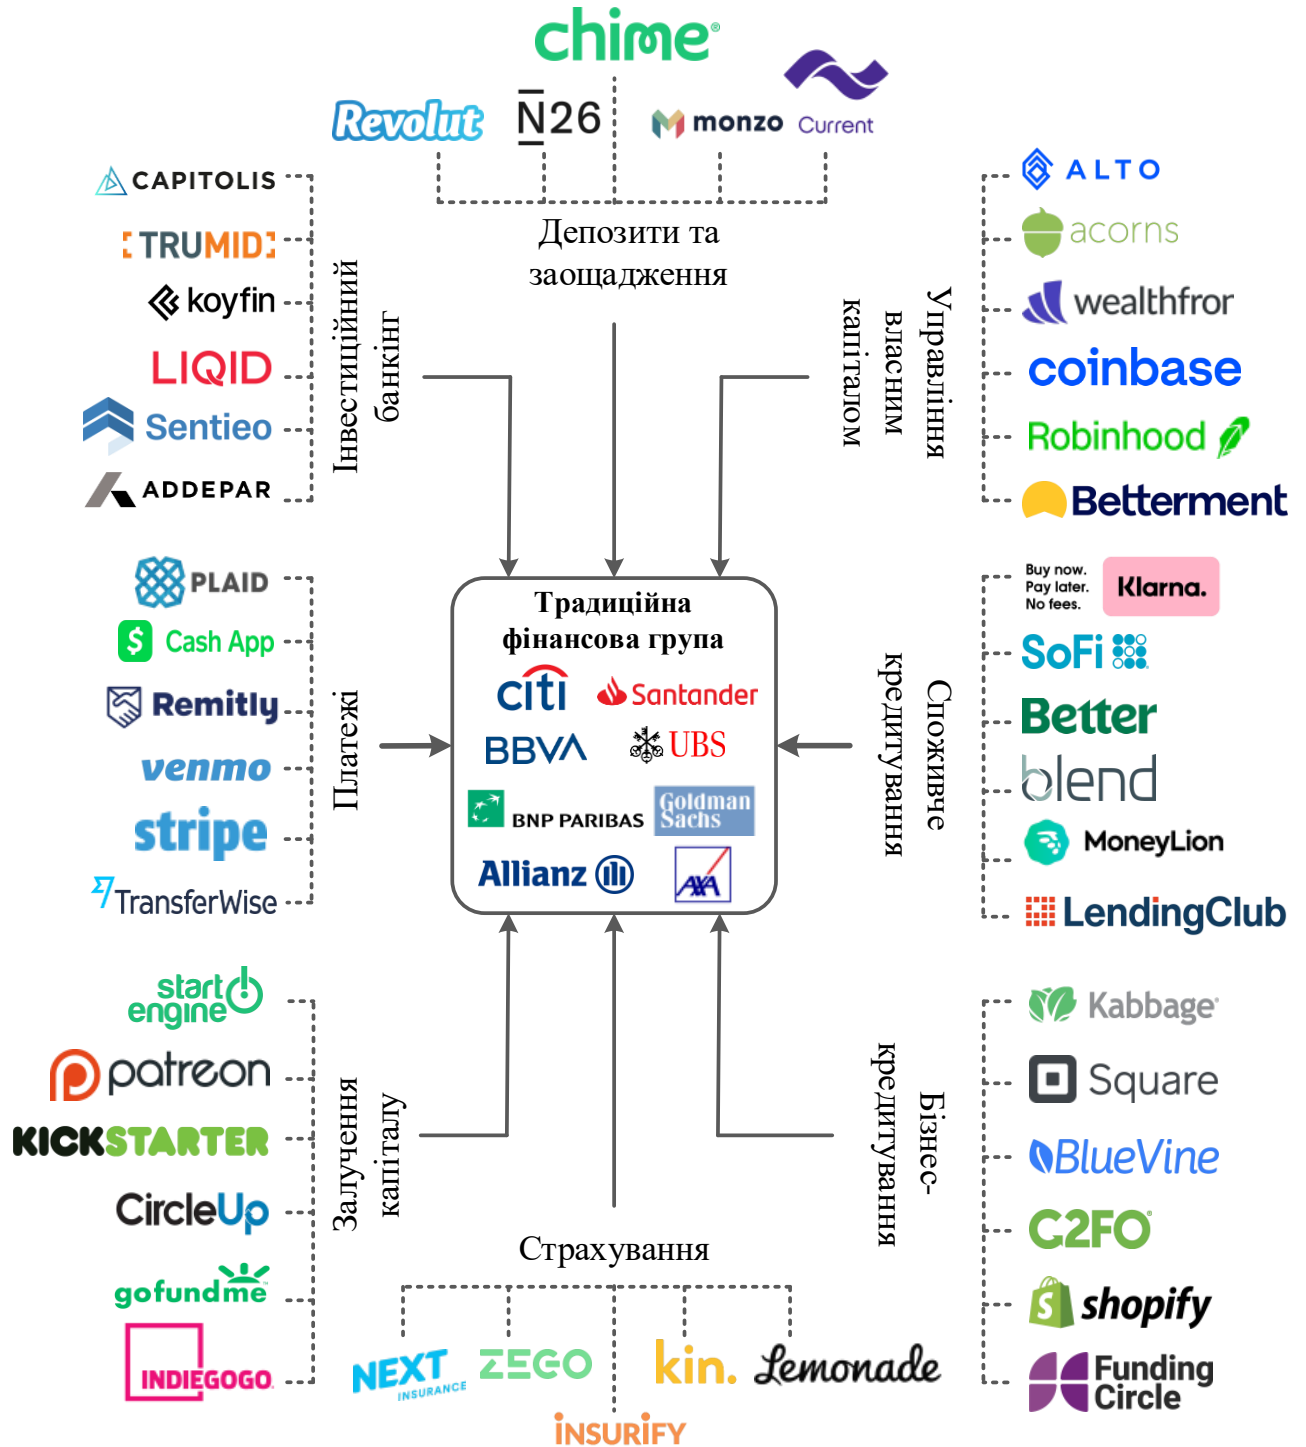 chime®
Revolut
N26
monzo
Current
Депозити та
заощадження
CAPITOLIS
TRUMID
koyfin
LIQID
Sentieo
ADDEPAR
Інвестиційний
банкінг
ALTO
acorns
wealthfror
coinbase
Robinhood
Betterment
Управління
власним
капіталом
PLAID
Cash App
Remitly
venmo
stripe
TransferWise
Платежі
Традиційна
фінансова група
citi
Santander
BBVA
UBS
BNP PARIBAS
Goldman
Sachs
Allianz
AXA
Buy now.
Pay later.
No fees.
Klarna.
SoFi
Better
blend
MoneyLion
LendingClub
Споживче
кредитування
start
engine
patreon
KICKSTARTER
CircleUp
gofundme
INDIEGOGO
Залучення
капіталу
Kabbage
Square
BlueVine
C2FO
shopify
Funding
Circle
Бізнес-
кредитування
Страхування
NEXT
INSURANCE
ZEGO
kin.
Lemonade
INSURIFY